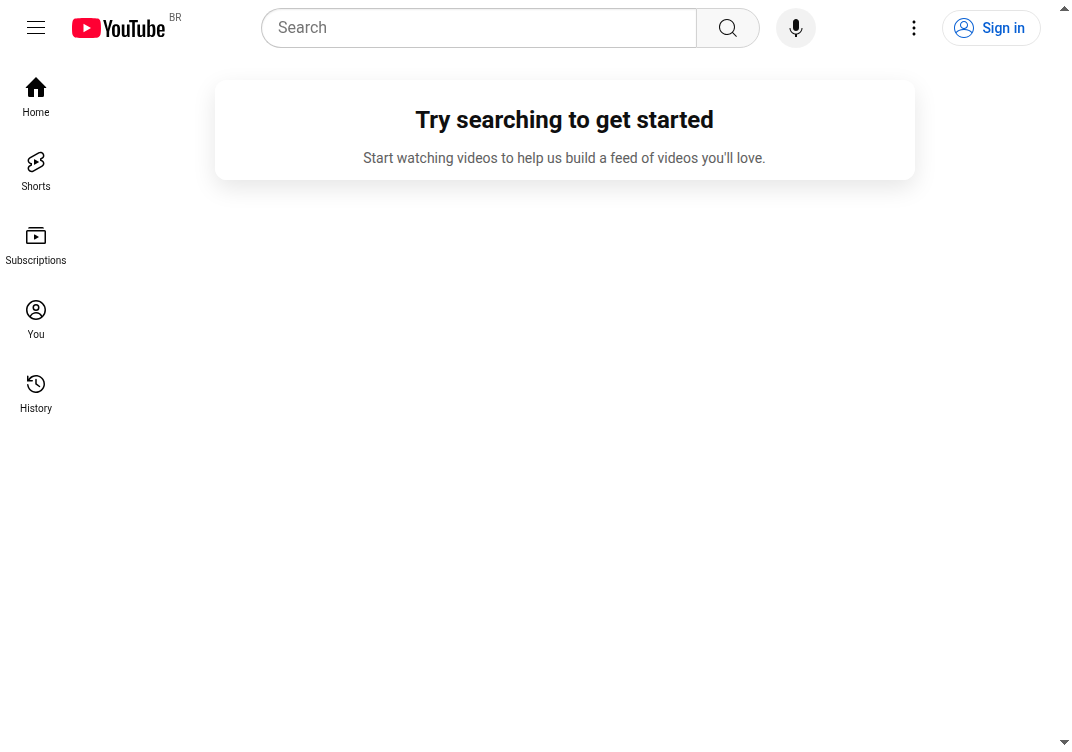 YouTube BR
Search
Sign in
Home
Shorts
Subscriptions
You
History
Try searching to get started
Start watching videos to help us build a feed of videos you'll love.